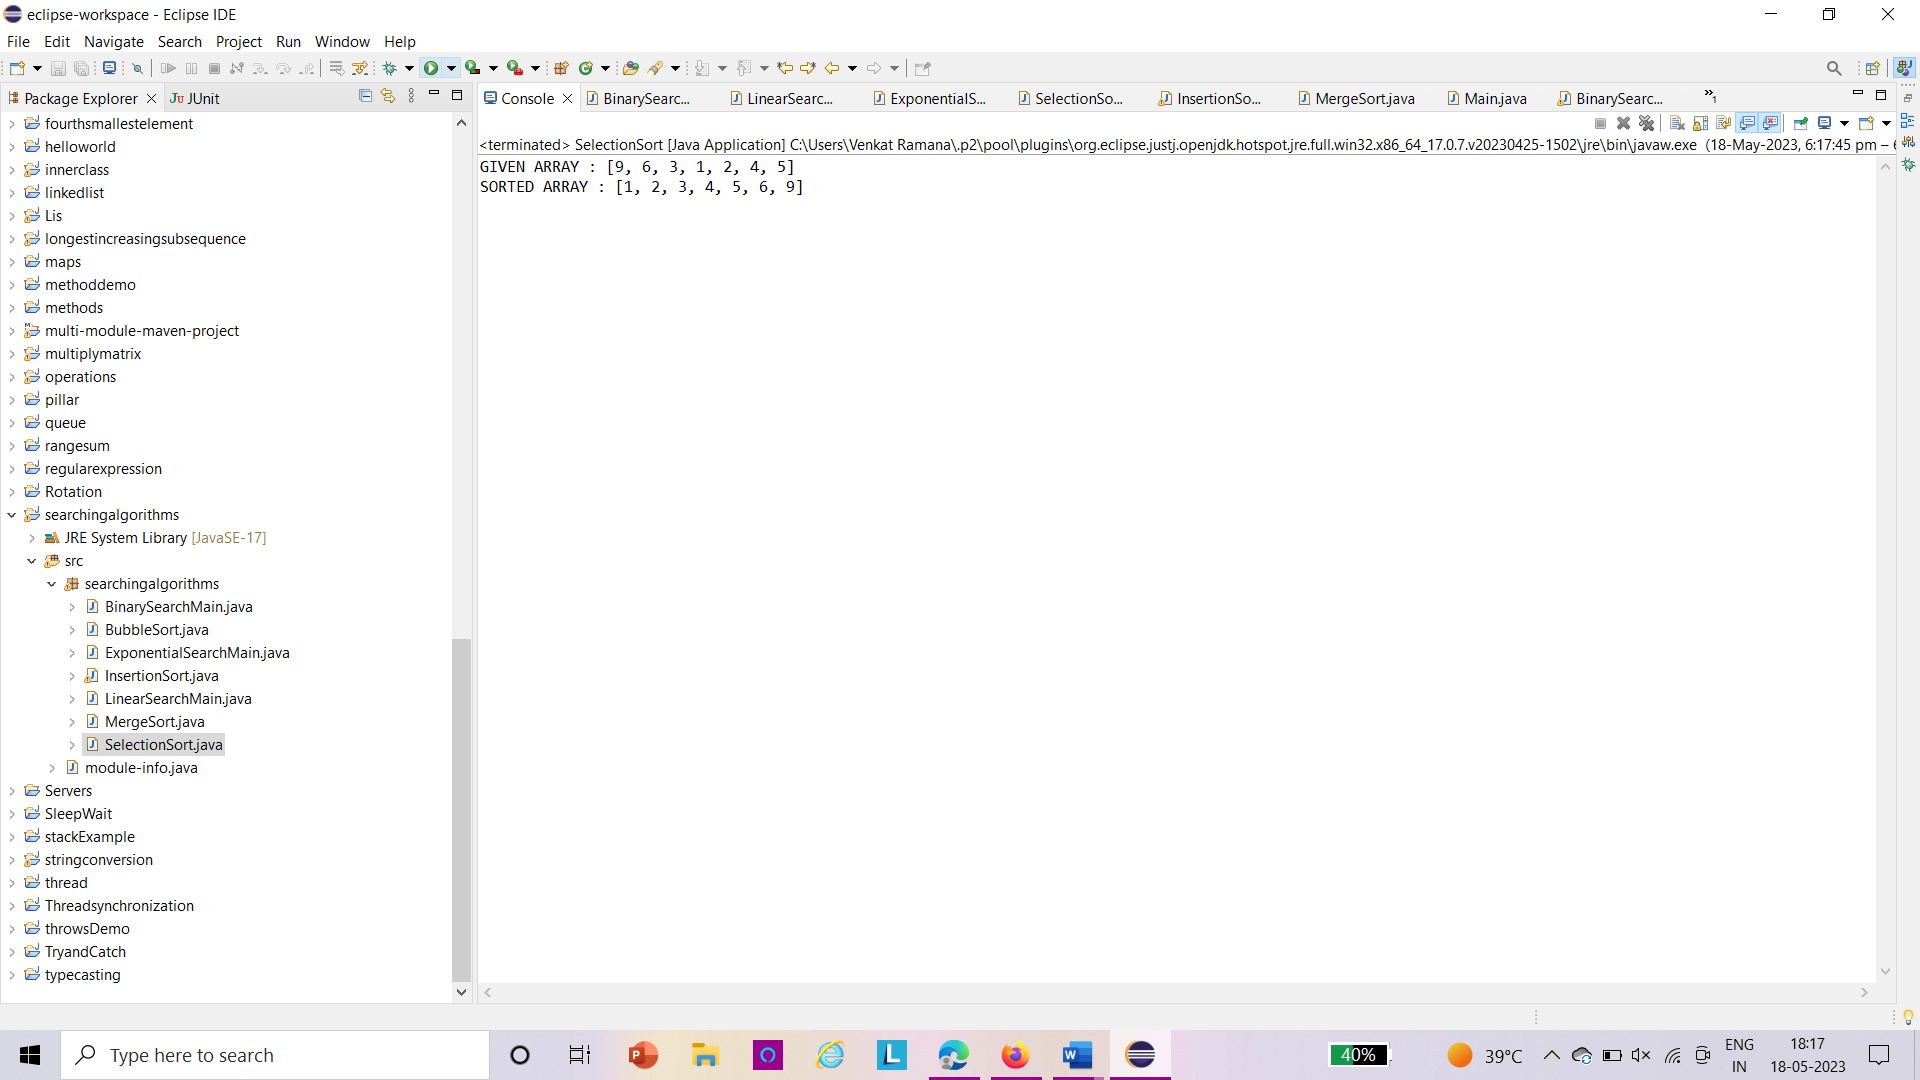 eclipse-workspace - Eclipse IDE
File Edit Navigate Search Project Run Window Help
Package Explorer JUnit
Console BinarySearc... LinearSearc... ExponentialS... SelectionSo... InsertionSo... MergeSort.java Main.java BinarySearc... »1
<terminated> SelectionSort [Java Application] C:\Users\Venkat Ramana\.p2\pool\plugins\org.eclipse.justj.openjdk.hotspot.jre.full.win32.x86_64_17.0.7.v20230425-1502\jre\bin\javaw.exe (18-May-2023, 6:17:45 pm –
GIVEN ARRAY : [9, 6, 3, 1, 2, 4, 5]
SORTED ARRAY : [1, 2, 3, 4, 5, 6, 9]
fourthsmallestelement
helloworld
innerclass
linkedlist
Lis
longestincreasingsubsequence
maps
methoddemo
methods
multi-module-maven-project
multiplymatrix
operations
pillar
queue
rangesum
regularexpression
Rotation
searchingalgorithms
JRE System Library [JavaSE-17]
src
searchingalgorithms
BinarySearchMain.java
BubbleSort.java
ExponentialSearchMain.java
InsertionSort.java
LinearSearchMain.java
MergeSort.java
SelectionSort.java
module-info.java
Servers
SleepWait
stackExample
stringconversion
thread
Threadsynchronization
throwsDemo
TryandCatch
typecasting
Type here to search
40%
39°C
ENG
IN
18:17
18-05-2023